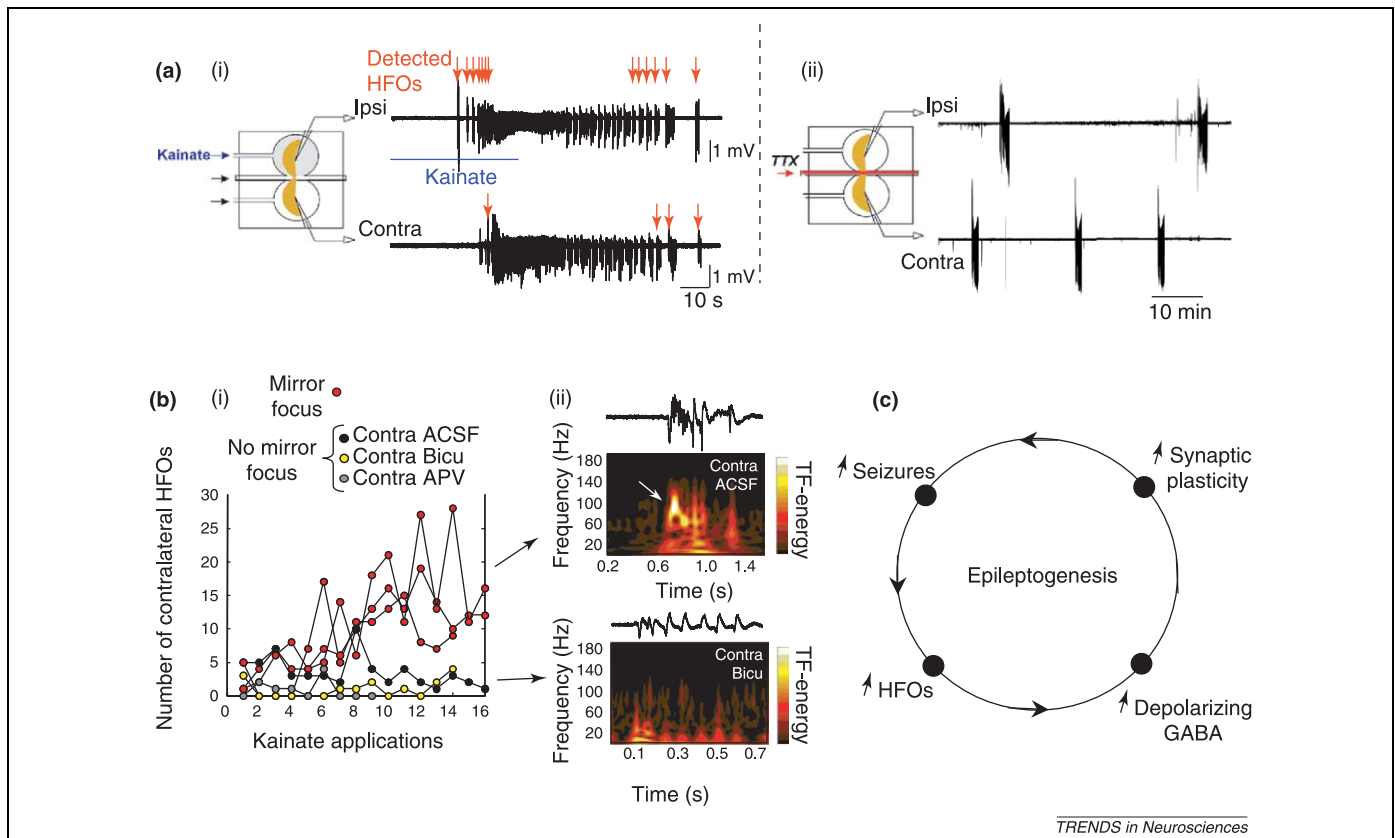 (a) (i)
Detected
HFOs
Ipsi
Kainate
1 mV
Kainate
Contra
1 mV
10 s
(ii)
Ipsi
TTX
Contra
10 min
(b) (i)
Mirror
focus
No mirror
focus
Contra ACSF
Contra Bicu
Contra APV
Number of contralateral HFOs
30
25
20
15
10
5
0
0 2 4 6 8 10 12 14 16
Kainate applications
(ii)
Frequency (Hz)
180
140
100
60
20
Contra
ACSF
TF-energy
0.2 0.6 1.0 1.4
Time (s)
Frequency (Hz)
180
140
100
60
20
Contra
Bicu
TF-energy
0.1 0.3 0.5 0.7
Time (s)
(c)
Seizures
Synaptic
plasticity
Epileptogenesis
HFOs
Depolarizing
GABA
TRENDS in Neurosciences